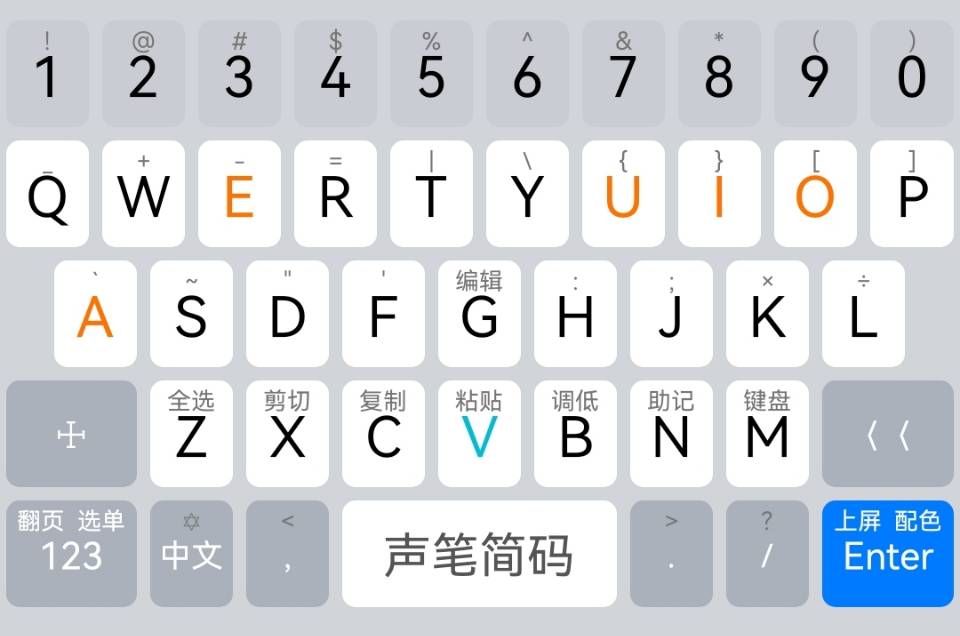 ! @ # $ % ^ & * ( )
1 2 3 4 5 6 7 8 9 0
_ + - = | \ { } [ ]
Q W E R T Y U I O P
` ~ " ' 编辑 : ; × ÷
A S D F G H J K L
全选 剪切 复制 粘贴 调低 助记 键盘
Z X C V B N M
翻页 选单 < > ? 上屏 配色
123 中文 , 声笔简码 . / Enter